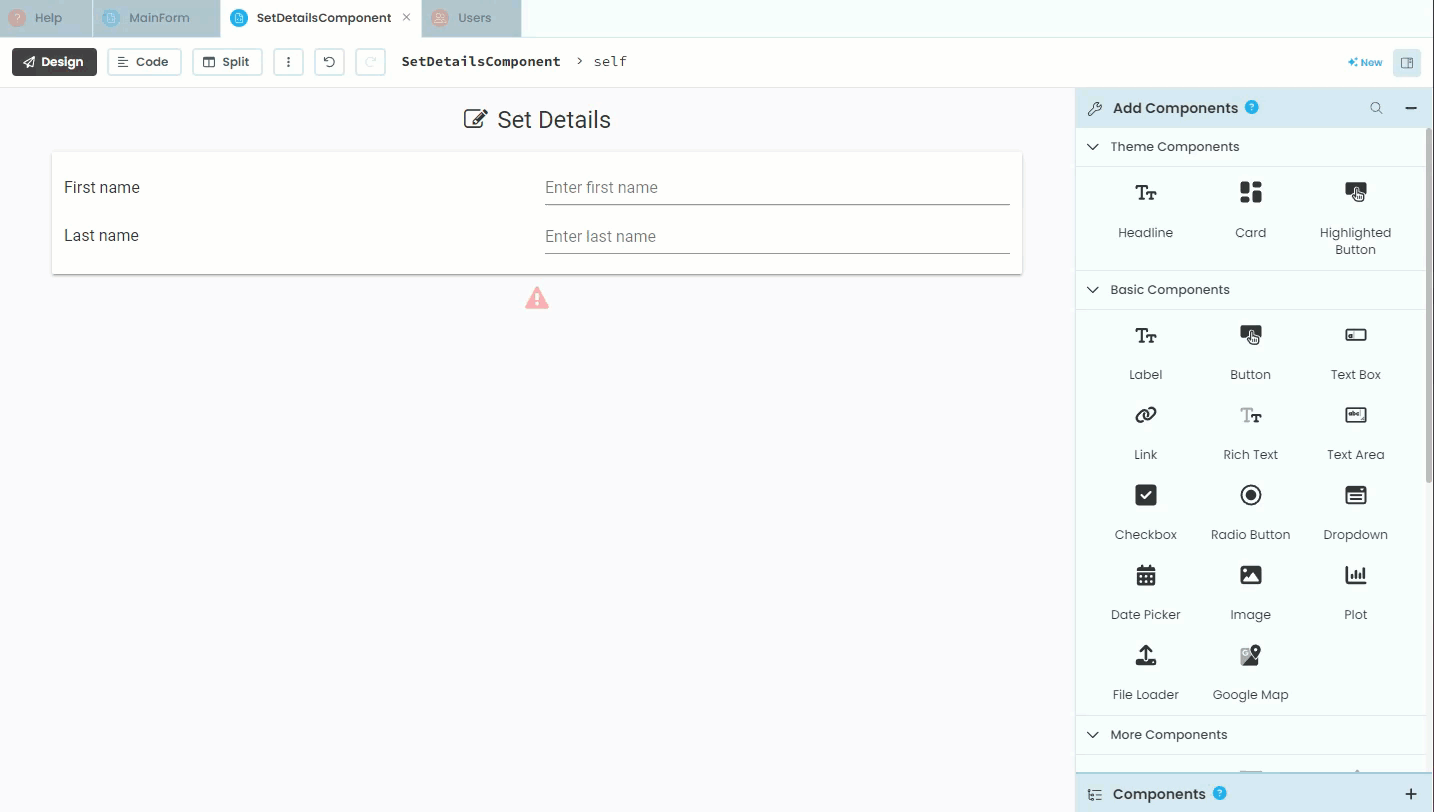 Help MainForm SetDetailsComponent × Users
Design Code Split SetDetailsComponent > self New
Set Details
First name Enter first name
Last name Enter last name
Add Components ?
Theme Components
Headline Card Highlighted
Button
Basic Components
Label Button Text Box
Link Rich Text Text Area
Checkbox Radio Button Dropdown
Date Picker Image Plot
File Loader Google Map
More Components
Components ? +